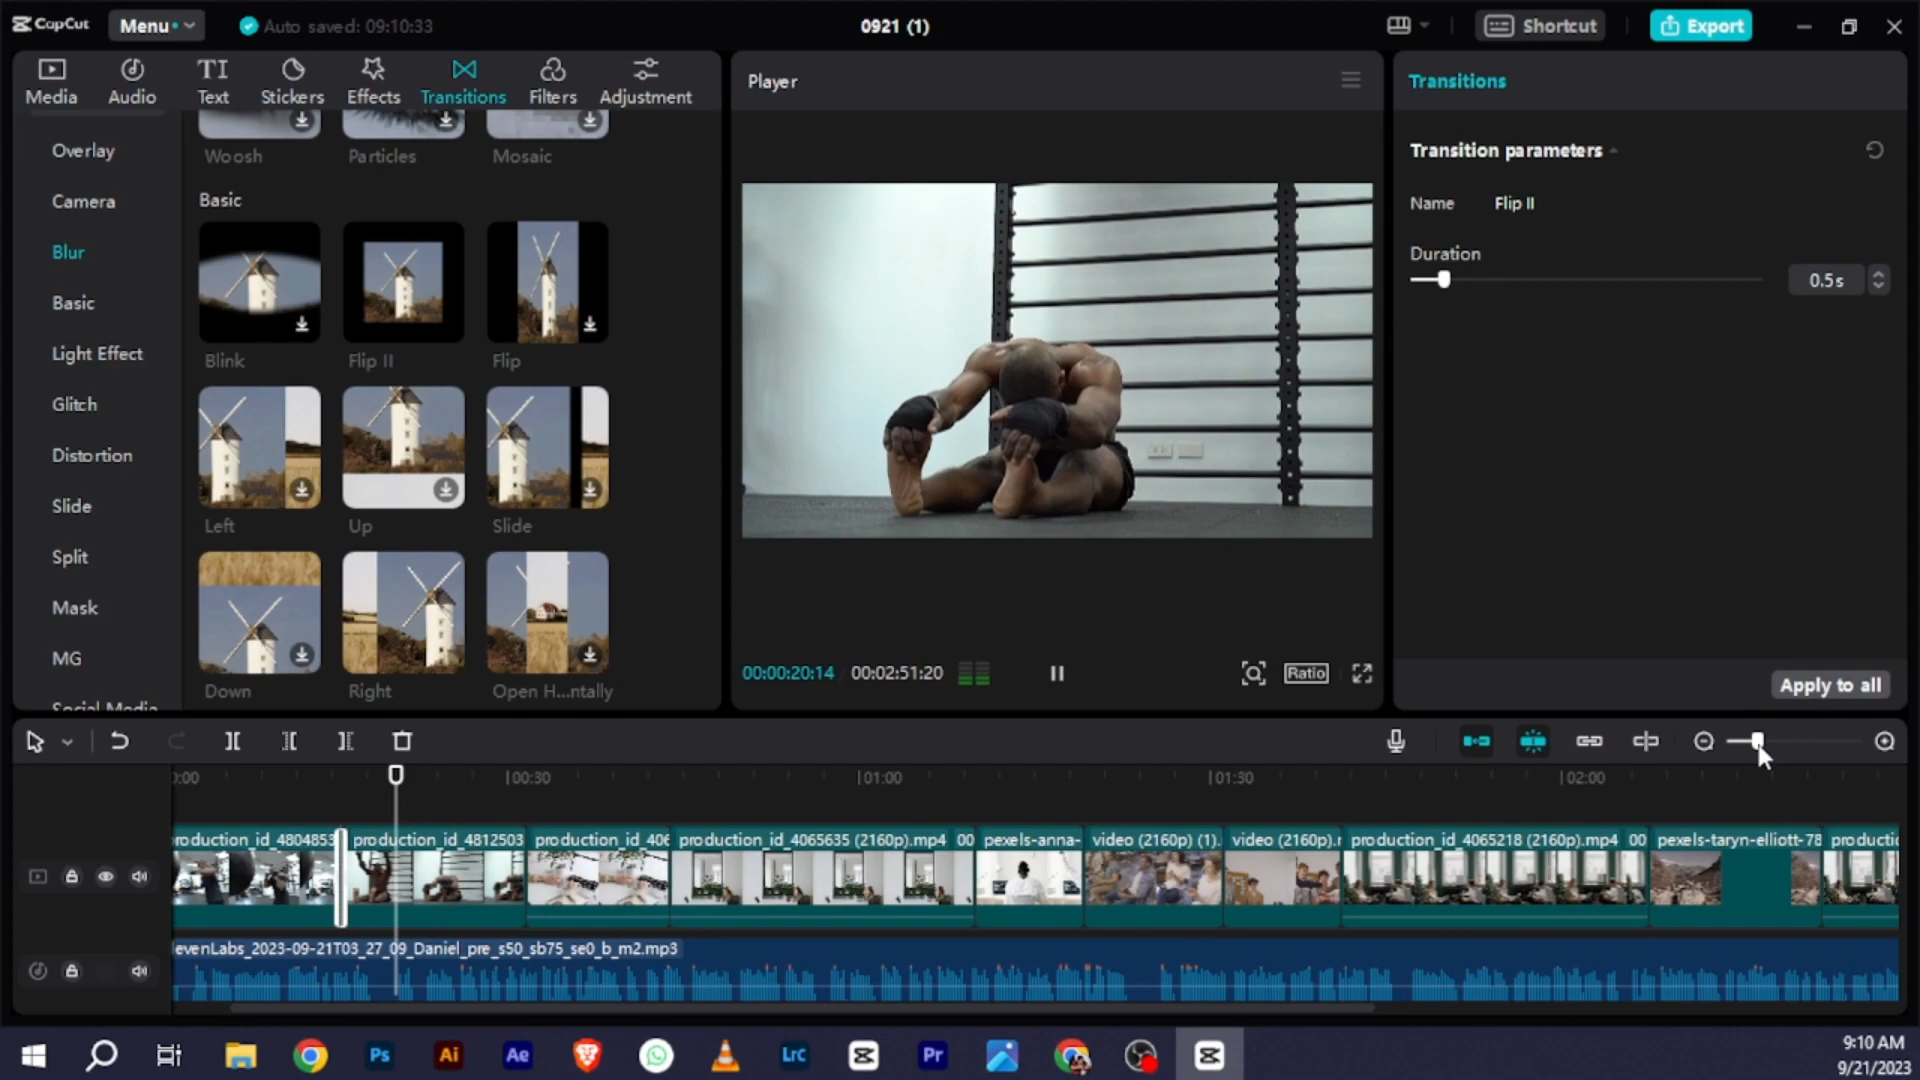 CapCut
Menu
Auto saved: 09:10:33
0921 (1)
Shortcut
Export
Media
Audio
TI
Text
Stickers
Effects
Transitions
Filters
Adjustment
Overlay
Camera
Blur
Basic
Light Effect
Glitch
Distortion
Slide
Split
Mask
MG
Social Media
Woosh
Particles
Mosaic
Basic
Blink
Flip II
Flip
Left
Up
Slide
Down
Right
Open H...ntally
Player
00:00:20:14
00:02:51:20
Ratio
Transitions
Transition parameters
Name
Flip II
Duration
0.5s
Apply to all
0:00
00:30
01:00
01:30
02:00
roduction_id_4804853
production_id_4812503
production_id_406
production_id_4065635 (2160p).mp4 00
pexels-anna-
video (2160p) (1).
video (2160p).r
production_id_4065218 (2160p).mp4 00
pexels-taryn-elliott-78
productic
evenLabs_2023-09-21T03_27_09_Daniel_pre_s50_sb75_se0_b_m2.mp3
Ps
Ai
Ae
Lrc
Pr
9:10 AM
9/21/2023